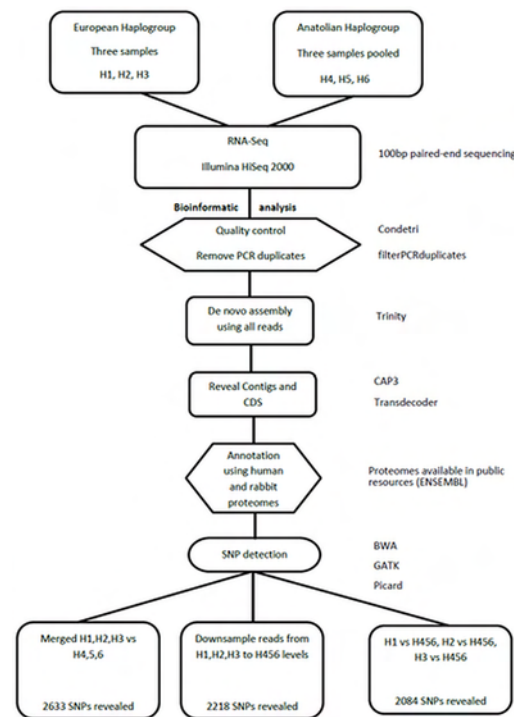 European Haplogroup
Three samples
H1, H2, H3
Anatolian Haplogroup
Three samples pooled
H4, H5, H6
RNA-Seq
Illumina HiSeq 2000
100bp paired-end sequencing
Bioinformatic analysis
Quality control
Remove PCR duplicates
Condetri
filterPCRduplicates
De novo assembly
using all reads
Trinity
Reveal Contigs and
CDS
CAP3
Transdecoder
Annotation
using human
and rabbit
proteomes
Proteomes available in public
resources (ENSEMBL)
SNP detection
BWA
GATK
Picard
Merged H1,H2,H3 vs
H4,5,6
2633 SNPs revealed
Downsample reads from
H1,H2,H3 to H456 levels
2218 SNPs revealed
H1 vs H456, H2 vs H456,
H3 vs H456
2084 SNPs revealed